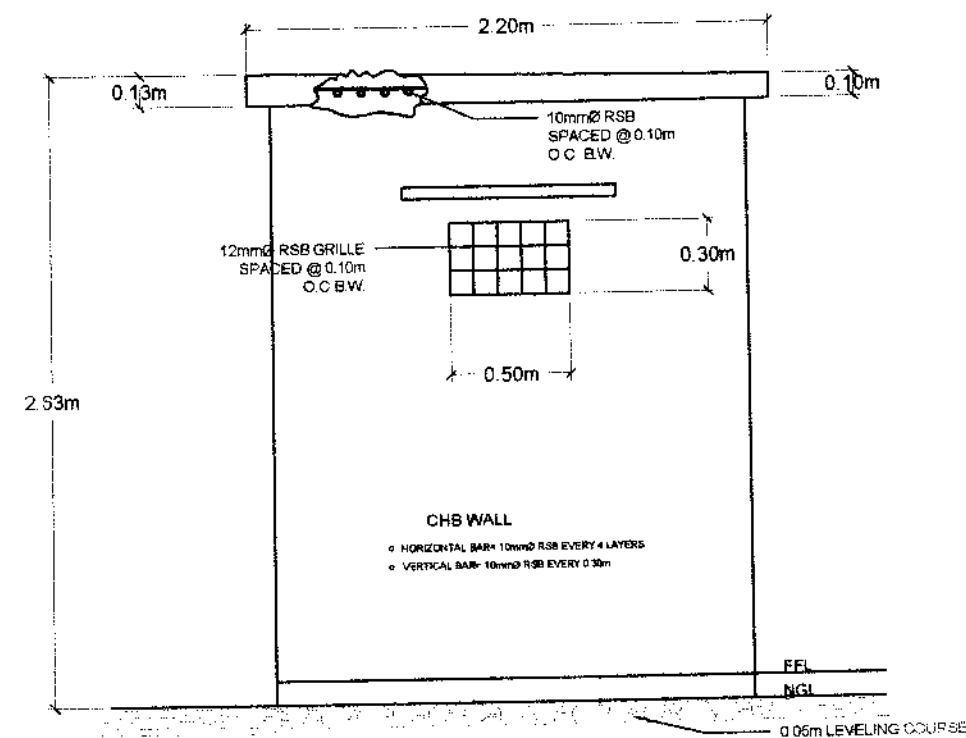 2.20m
0.13m
0.10m
10mmØ RSB
SPACED @ 0.10m
O.C B.W.
12mmØ RSB GRILLE
SPACED @ 0.10m
O.C B.W.
0.30m
0.50m
2.63m
CHB WALL
HORIZONTAL BAR= 10mmØ RSB EVERY 4 LAYERS
VERTICAL BAR= 10mmØ RSB EVERY 0.30m
FFL
NGL
0.05m LEVELING COURSE